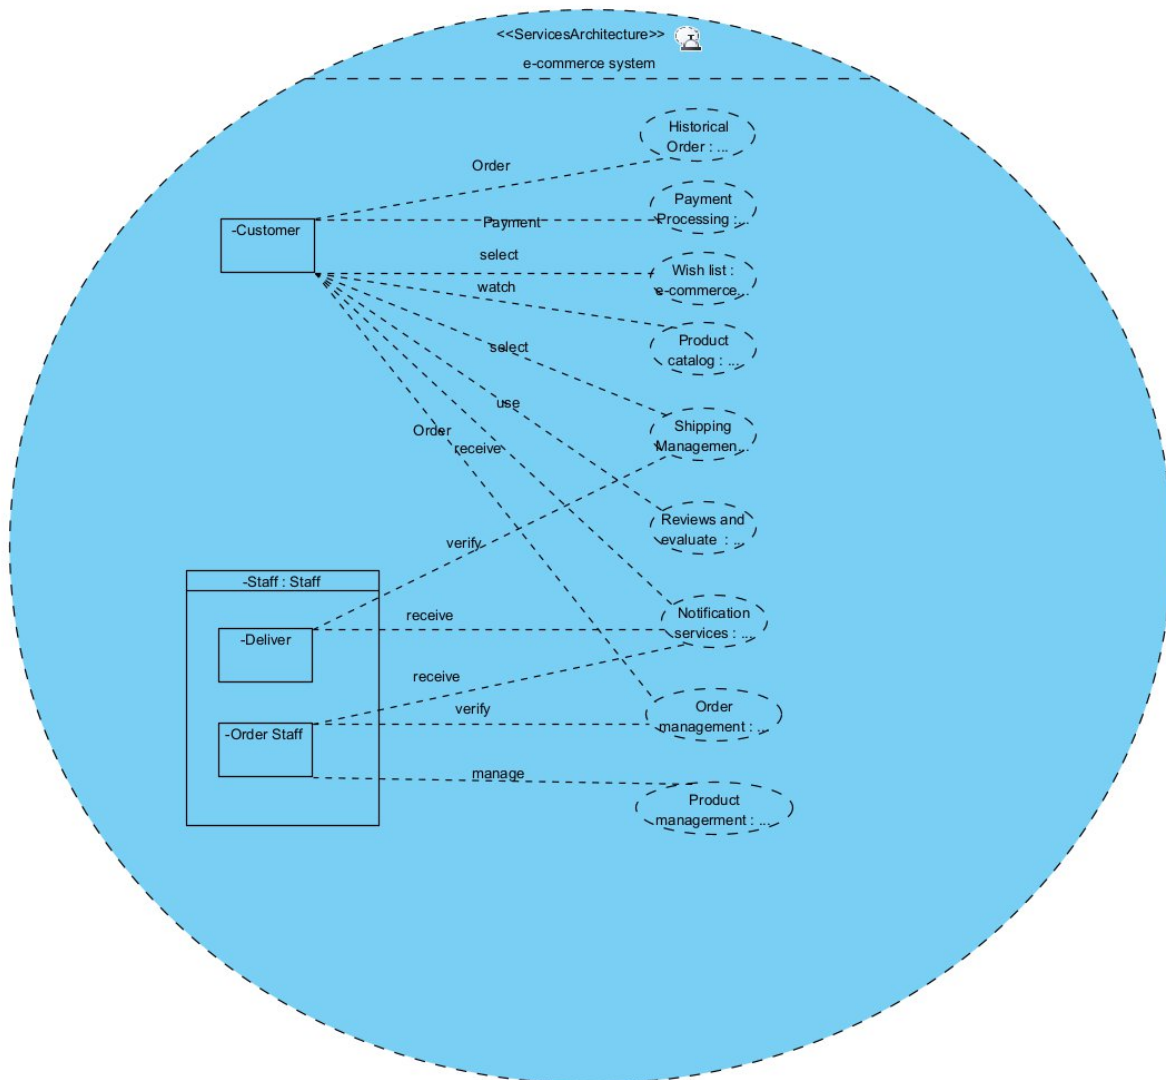 <<ServicesArchitecture>>
e-commerce system
Historical
Order : ...
Order
Payment
Processing :...
-Customer
Payment
select
Wish list :
e-commerce...
watch
Product
catalog : ...
select
use
Shipping
Managemen...
Order
receive
Reviews and
evaluate : ...
verify
-Staff : Staff
Notification
services : ...
receive
-Deliver
receive
Order
management : ...
verify
-Order Staff
manage
Product
managerment : ...